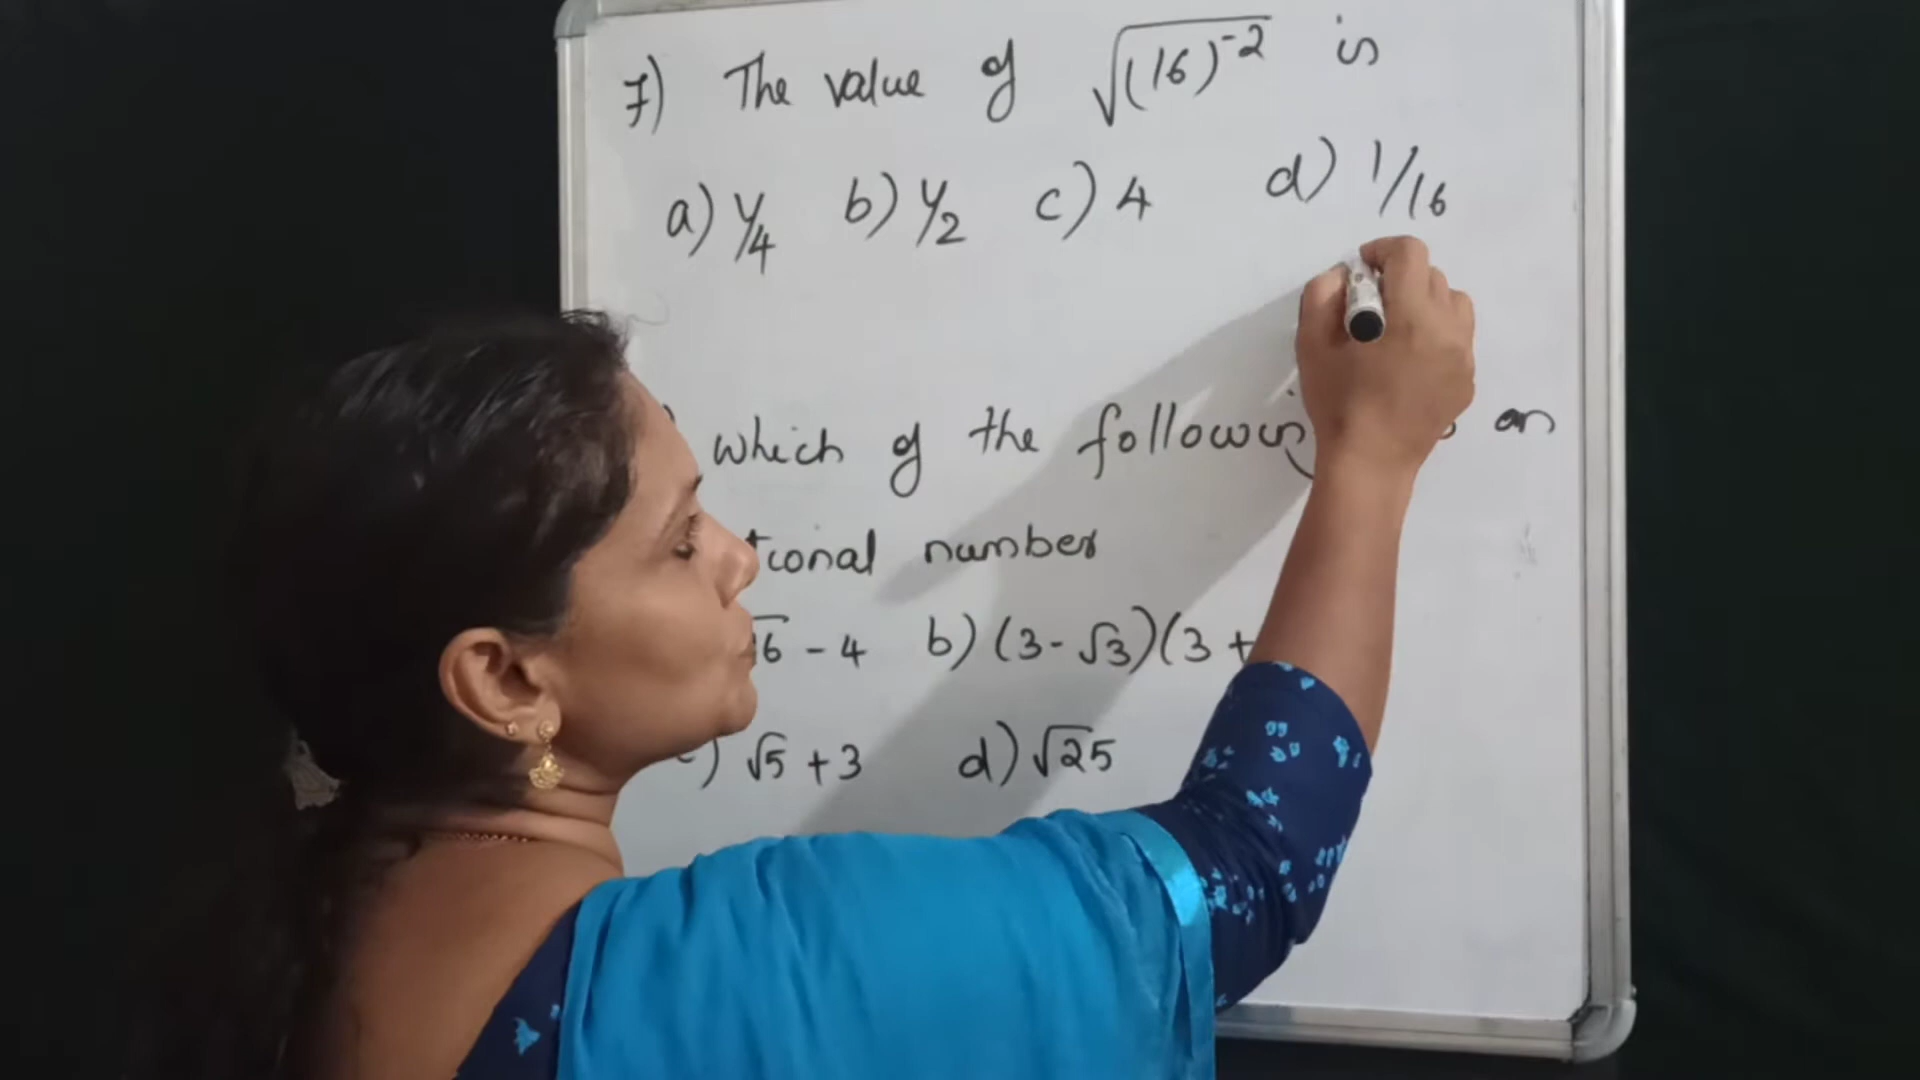 7) The value of √(16)^-2 is
a) 1/4 b) 1/2 c) 4 d) 1/16
Which of the following an
number
- 4 b) (3-√3)(3 +
√5 + 3 d) √25